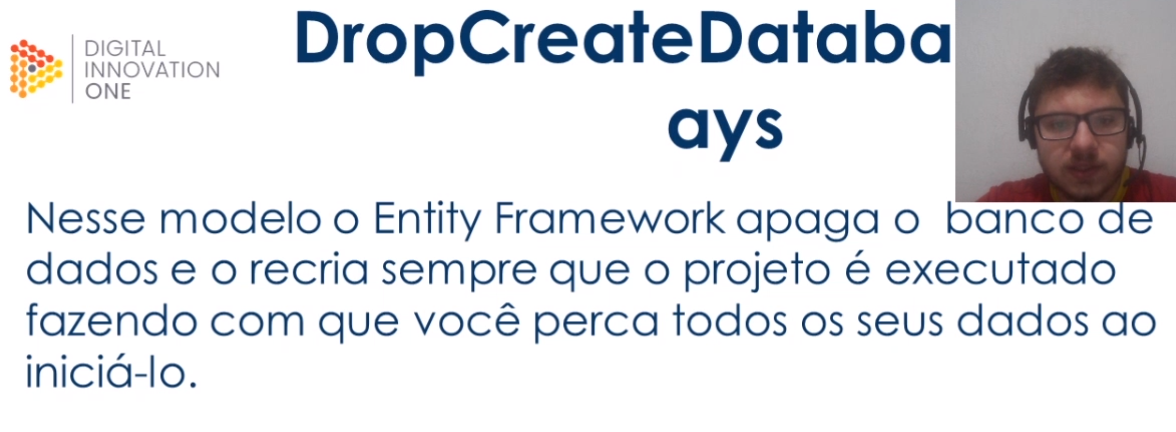 DIGITAL
INNOVATION
ONE
DropCreateDataba
ays
Nesse modelo o Entity Framework apaga o banco de
dados e o recria sempre que o projeto é executado
fazendo com que você perca todos os seus dados ao
iniciá-lo.